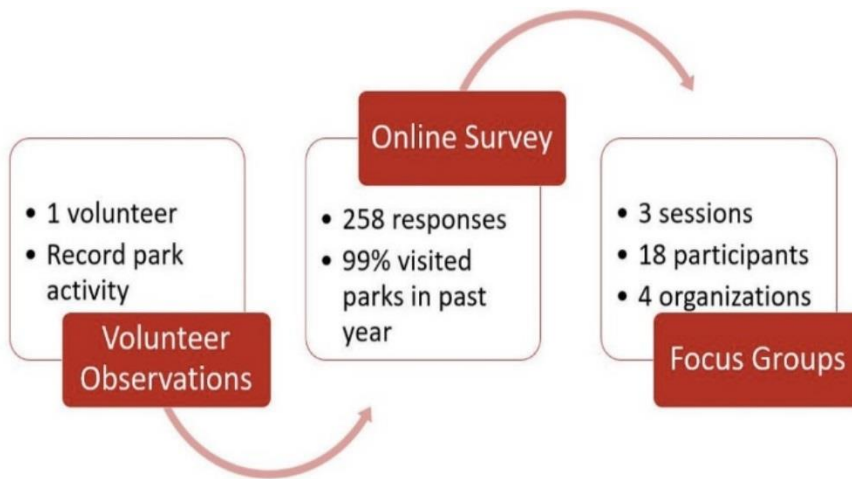 • 1 volunteer
• Record park
activity
Volunteer
Observations
Online Survey
• 258 responses
• 99% visited
parks in past
year
• 3 sessions
• 18 participants
• 4 organizations
Focus Groups